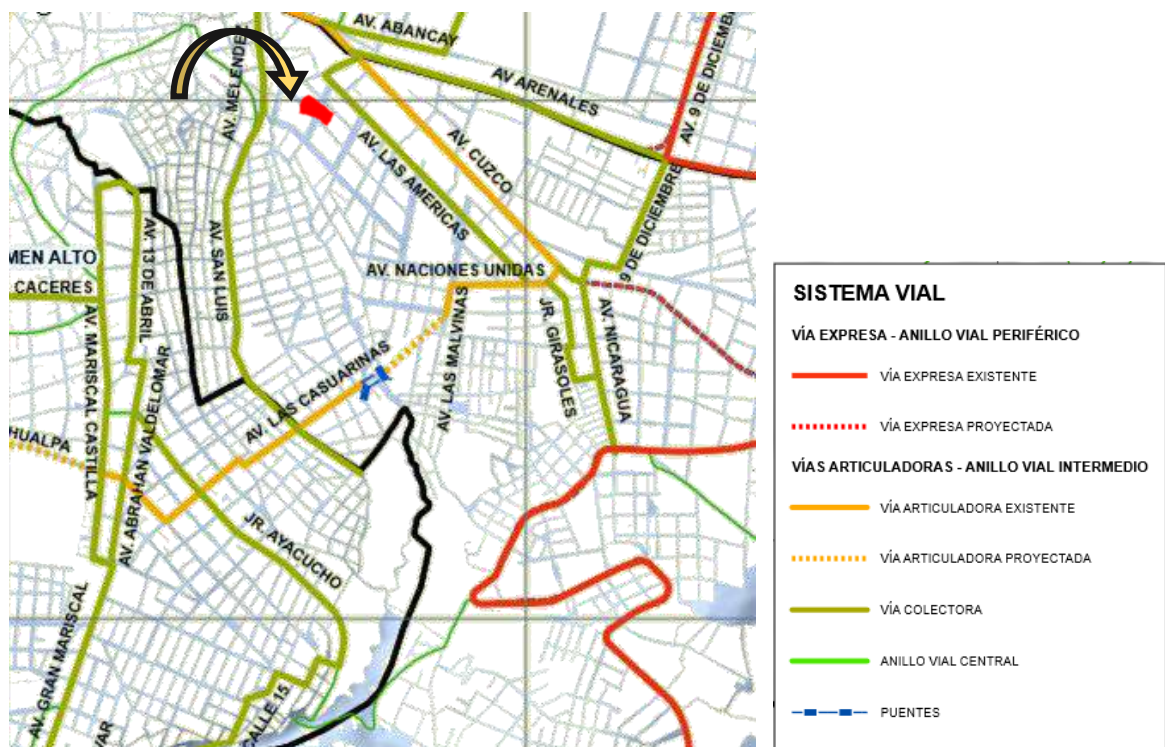 AV. ABANCAY
AV. MELENDEZ
AV ARENALES
AV. 9 DE DICIEMB
AV. CUZCO
AV. LAS AMERICAS
9 DE DICIEMBRE
MEN ALTO
CACERES
AV. 13 DE ABRIL
AV. SAN LUIS
AV. NACIONES UNIDAS
AV. MARISCAL CASTILLA
AV. LAS MALVINAS
JR. GIRASOLES
AV. NICARAGUA
AV. LAS CASUARINAS
AV. ABRAHAN VALDELOMAR
HUALPA
JR. AYACUCHO
AV. GRAN MARISCAL
CALLE 15
VAR
SISTEMA VIAL
VÍA EXPRESA - ANILLO VIAL PERIFÉRICO
VÍA EXPRESA EXISTENTE
VÍA EXPRESA PROYECTADA
VÍAS ARTICULADORAS - ANILLO VIAL INTERMEDIO
VÍA ARTICULADORA EXISTENTE
VÍA ARTICULADORA PROYECTADA
VÍA COLECTORA
ANILLO VIAL CENTRAL
PUENTES